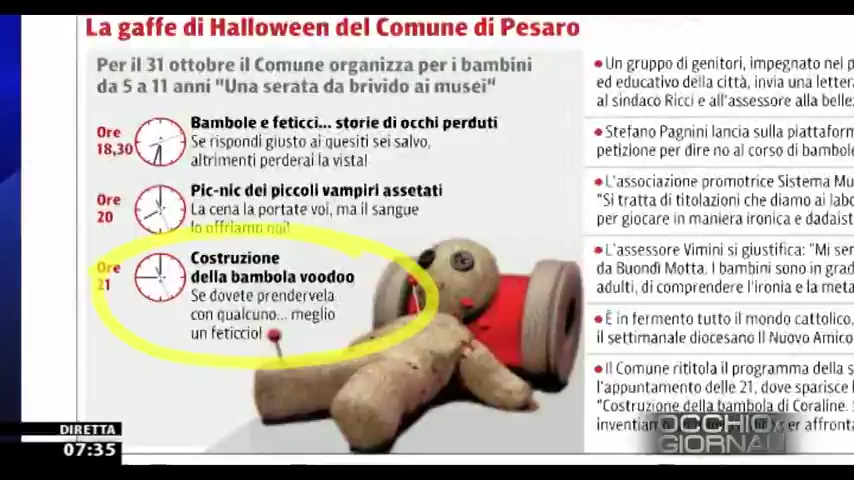 La gaffe di Halloween del Comune di Pesaro
Per il 31 ottobre il Comune organizza per i bambini
da 5 a 11 anni "Una serata da brivido ai musei"
Ore
18,30
Bambole e feticci... storie di occhi perduti
Se rispondi giusto ai quesiti sei salvo,
altrimenti perderai la vista!
Ore
20
Pic-nic dei piccoli vampiri assetati
La cena la portate voi, ma il sangue
lo offriamo noi!
Ore
21
Costruzione
della bambola voodoo
Se dovete prendervela
con qualcuno... meglio
un feticcio!
•Un gruppo di genitori, impegnato nel
ed educativo della città, invia una letter
al sindaco Ricci e all'assessore alla belle
•Stefano Pagnini lancia sulla piattaform
petizione per dire no al corso di bambole
•L'associazione promotrice Sistema Mu
"Si tratta di titolazioni che diamo ai labo
per giocare in maniera ironica e dadaist
•L'assessore Vimini si giustifica: "Mi ser
da Buondì Motta. I bambini sono in grad
adulti, di comprendere l'ironia e la meta
•È in fermento tutto il mondo cattolico,
il settimanale diocesano Il Nuovo Amico
•Il Comune rititola il programma della s
l'appuntamento delle 21, dove sparisce l
"Costruzione della bambola di Coraline.
inventiam
er affronta
DIRETTA
07:35
OCCHIO
GIORNALI